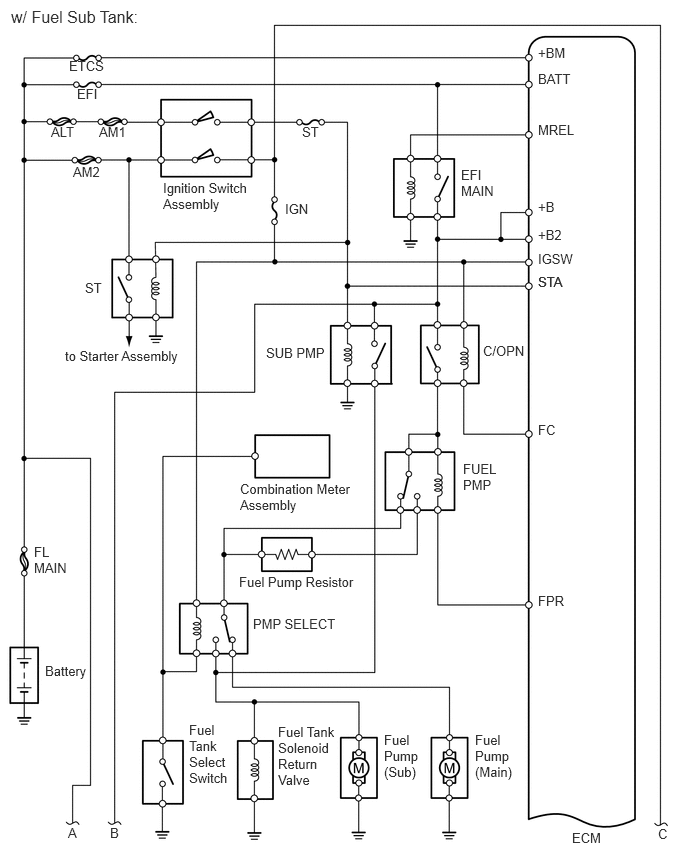 w/ Fuel Sub Tank:
+BM
ETCS
BATT
EFI
ALT
AM1
ST
MREL
AM2
Ignition Switch
Assembly
EFI
MAIN
IGN
+B
+B2
IGSW
STA
ST
to Starter Assembly
SUB PMP
C/OPN
FC
Combination Meter
Assembly
FUEL
PMP
FL
MAIN
Fuel Pump Resistor
FPR
PMP SELECT
Battery
Fuel
Tank
Select
Switch
Fuel Tank
Solenoid
Return
Valve
M
Fuel
Pump
(Sub)
M
Fuel
Pump
(Main)
A
B
ECM
C